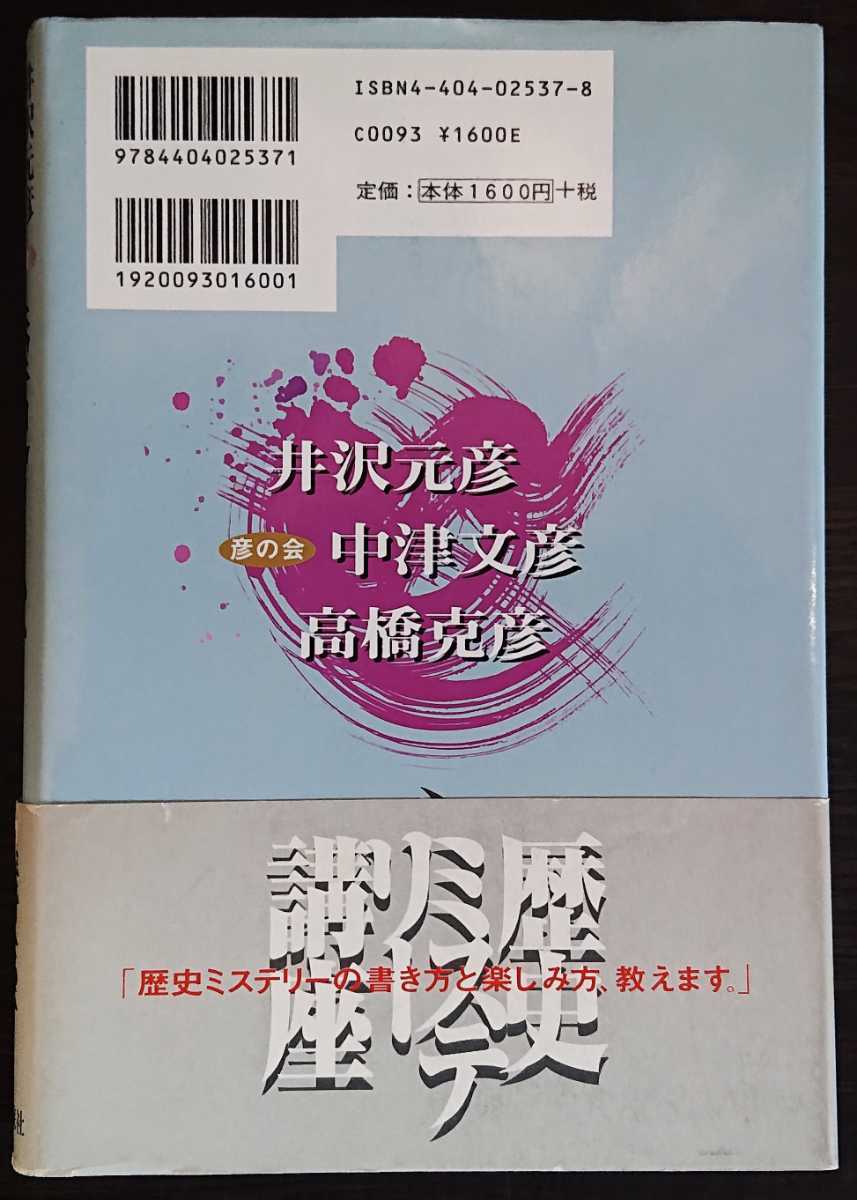 ISBN4-404-02537-8
C0093 ¥1600E
定価：本体1600円+税
9784404025371
1920093016001
井沢元彦
彦の会
中津文彦
高橋克彦
歴史
ミステ
リー
講座
「歴史ミステリーの書き方と楽しみ方、教えます。」